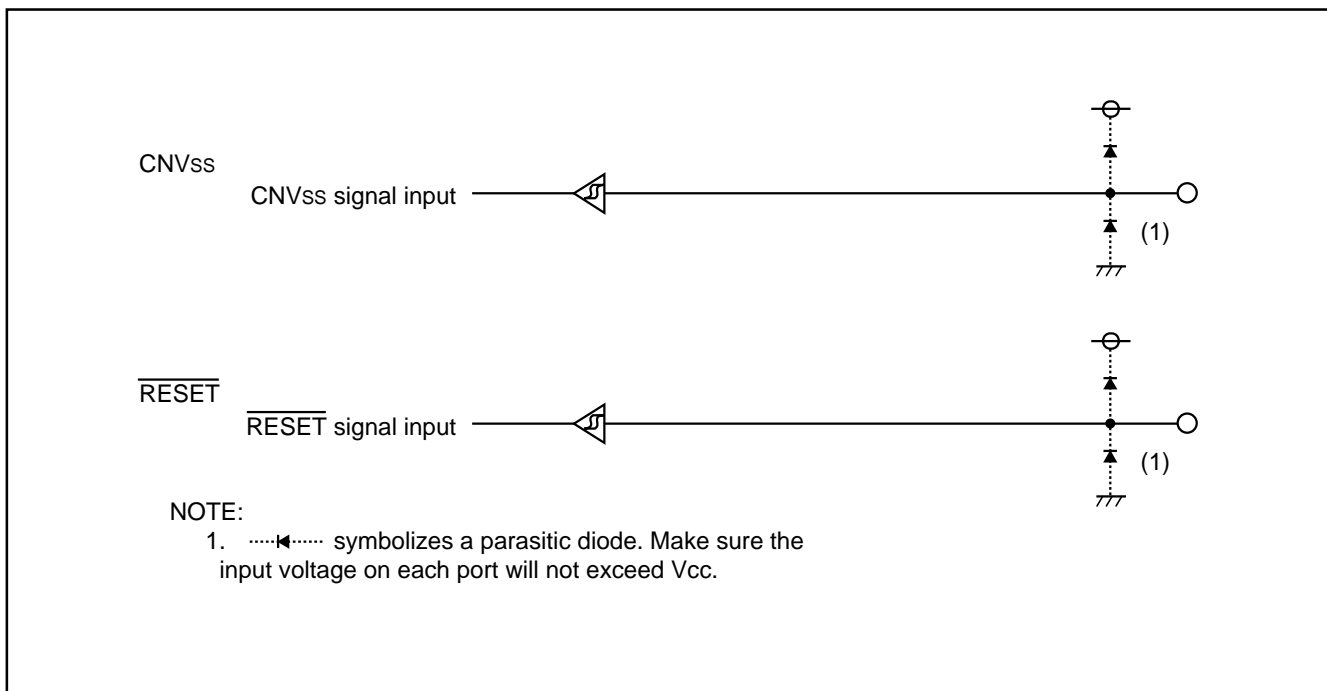 CNVss
CNVss signal input
(1)
RESET
RESET signal input
(1)
NOTE:
1. symbolizes a parasitic diode. Make sure the
input voltage on each port will not exceed Vcc.